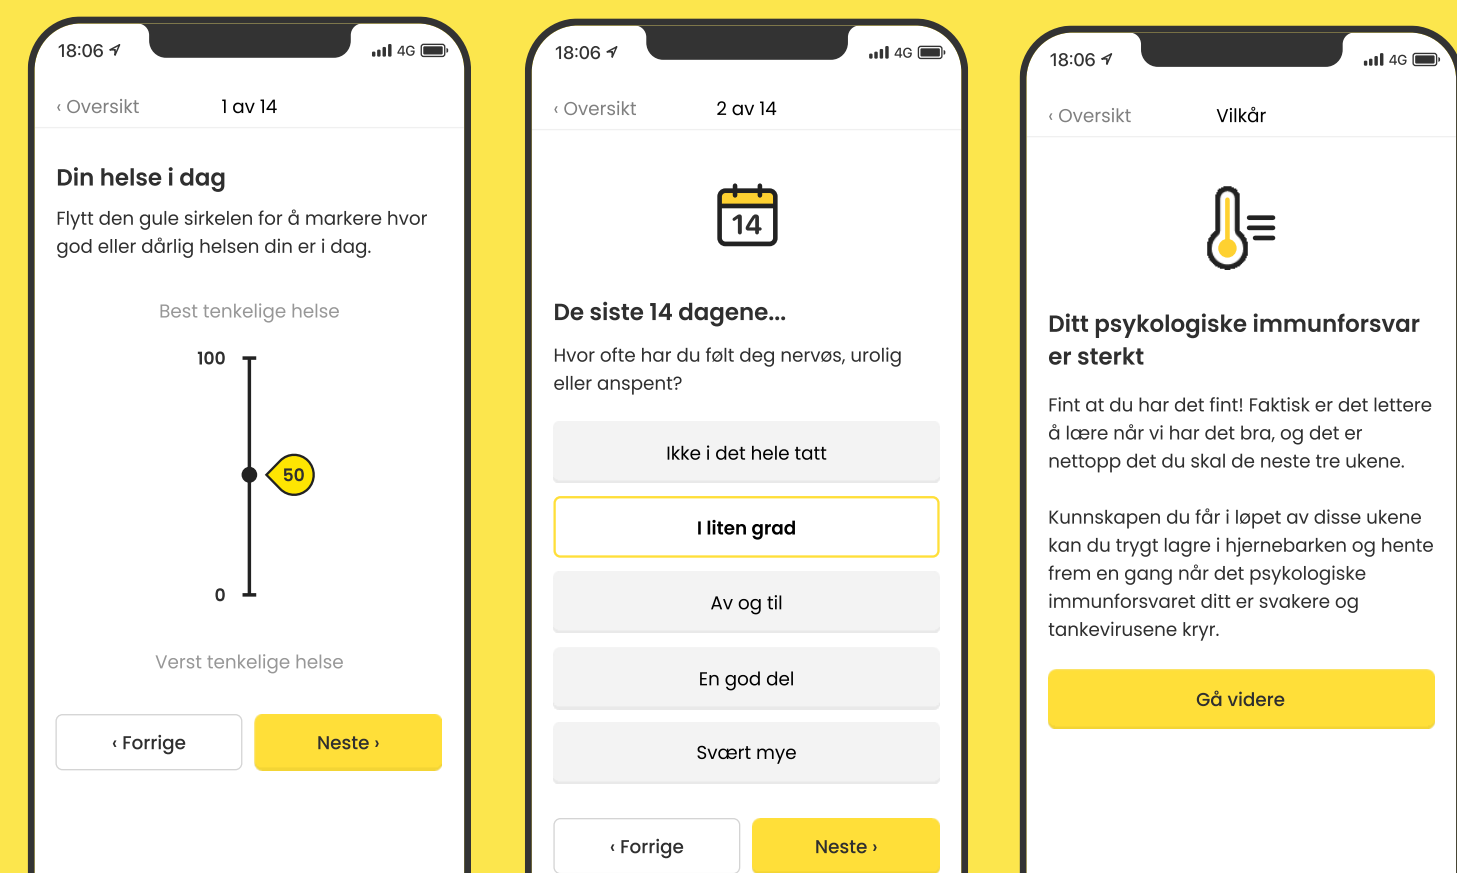 18:06
4G
‹ Oversikt
1 av 14
Din helse i dag
Flytt den gule sirkelen for å markere hvor
god eller dårlig helsen din er i dag.
Best tenkelige helse
100
50
0
Verst tenkelige helse
‹ Forrige
Neste ›
18:06
4G
‹ Oversikt
2 av 14
14
De siste 14 dagene...
Hvor ofte har du følt deg nervøs, urolig
eller anspent?
Ikke i det hele tatt
I liten grad
Av og til
En god del
Svært mye
‹ Forrige
Neste ›
18:06
4G
‹ Oversikt
Vilkår
Ditt psykologiske immunforsvar
er sterkt
Fint at du har det fint! Faktisk er det lettere
å lære når vi har det bra, og det er
nettopp det du skal de neste tre ukene.
Kunnskapen du får i løpet av disse ukene
kan du trygt lagre i hjernebarken og hente
frem en gang når det psykologiske
immunforsvaret ditt er svakere og
tankevirusene kryr.
Gå videre